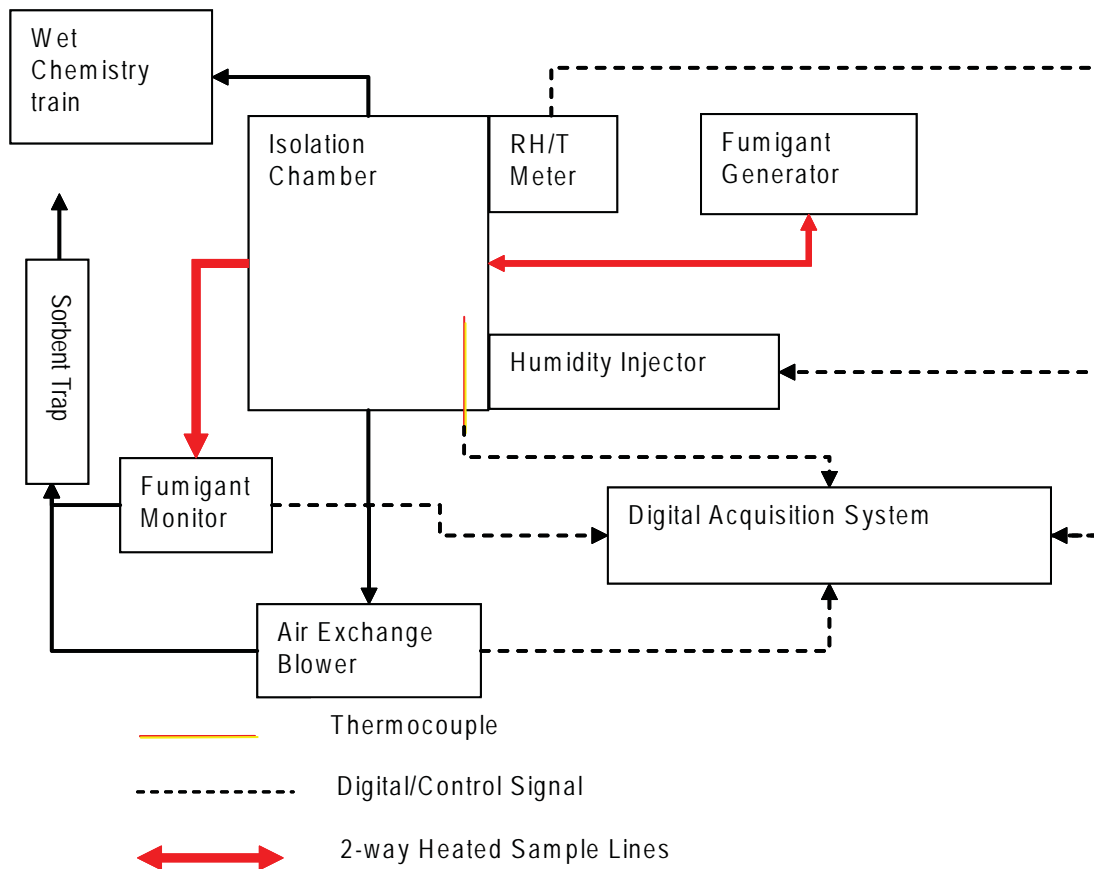 Wet
Chemistry
train
Isolation
Chamber
RH/T
Meter
Fumigant
Generator
Sorbent Trap
Humidity Injector
Fumigant
Monitor
Digital Acquisition System
Air Exchange
Blower
Thermocouple
Digital/Control Signal
2-way Heated Sample Lines